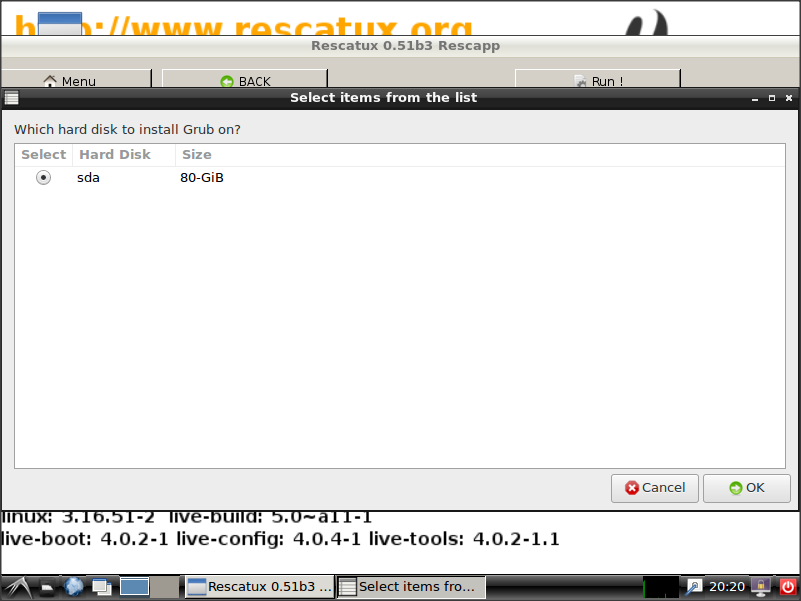 http://www.rescatux.org
Rescatux 0.51b3 Rescapp
Menu BACK Run !
Select items from the list
Which hard disk to install Grub on?
Select Hard Disk Size
sda 80-GiB
Cancel OK
linux: 3.16.51-2 live-build: 5.0~a11-1
live-boot: 4.0.2-1 live-config: 4.0.4-1 live-tools: 4.0.2-1.1
Rescatux 0.51b3 ... Select items fro... 20:20